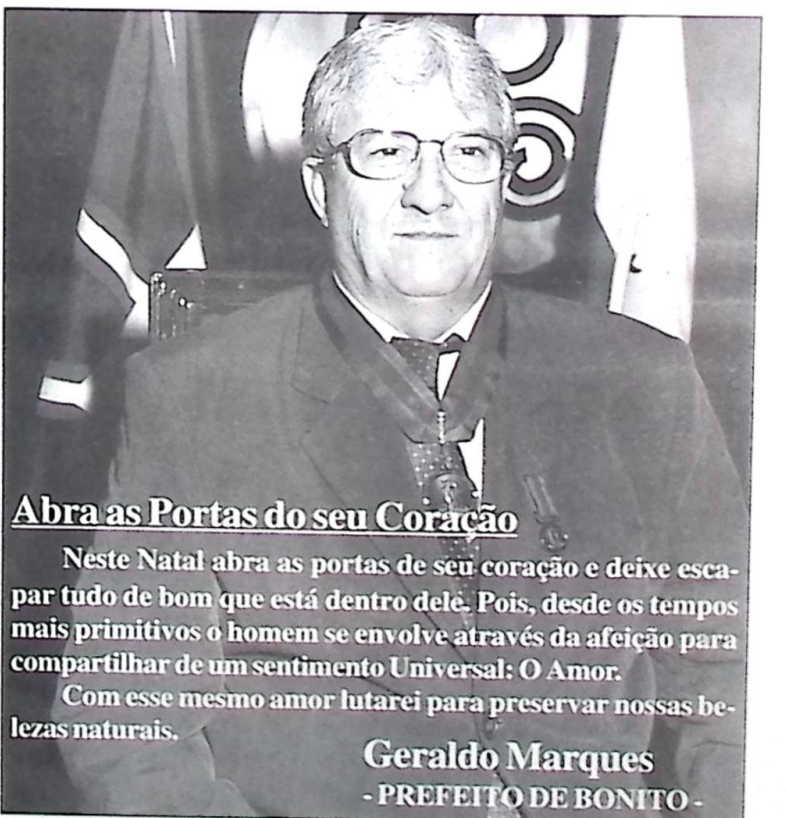 Abra as Portas do seu Coração
Neste Natal abra as portas de seu coração e deixe esca-
par tudo de bom que está dentro dele. Pois, desde os tempos
mais primitivos o homem se envolve através da afeição para
compartilhar de um sentimento Universal: O Amor.
Com esse mesmo amor lutarei para preservar nossas be-
lezas naturais.
Geraldo Marques
- PREFEITO DE BONITO -